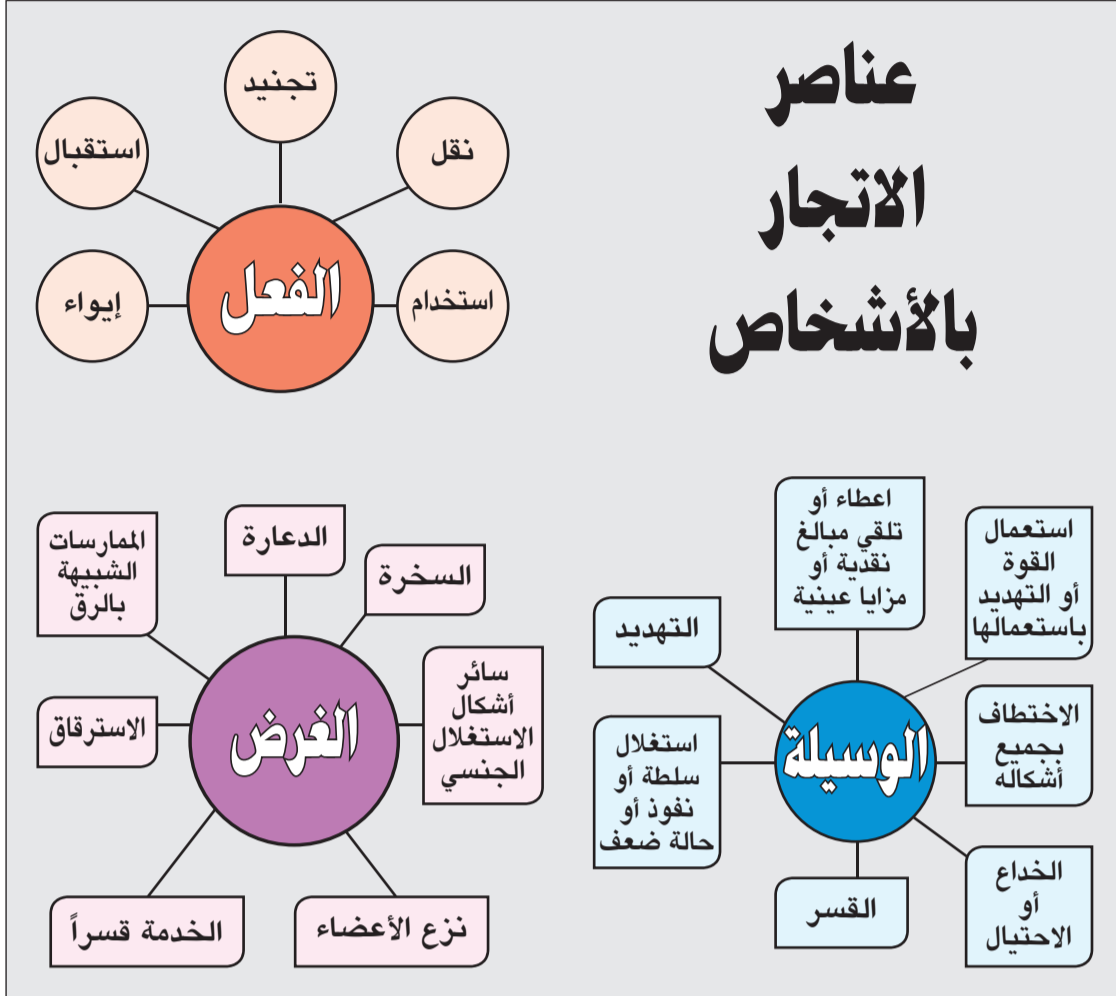 عناصر
الاتجار
بالأشخاص
الفعل
تجنيد
نقل
استخدام
استقبال
إيواء
الوسيلة
استعمال
القوة
أو التهديد
باستعمالها
اعطاء أو
تلقي مبالغ
نقدية أو
مزايا عينية
التهديد
الاختطاف
بجميع
أشكاله
استغلال
سلطة أو
نفوذ أو
حالة ضعف
الخداع
أو
الاحتيال
القسر
الغرض
الدعارة
السخرة
الممارسات
الشبيهة
بالرق
سائر
أشكال
الاستغلال
الجنسي
الاسترقاق
نزع الأعضاء
الخدمة قسراً